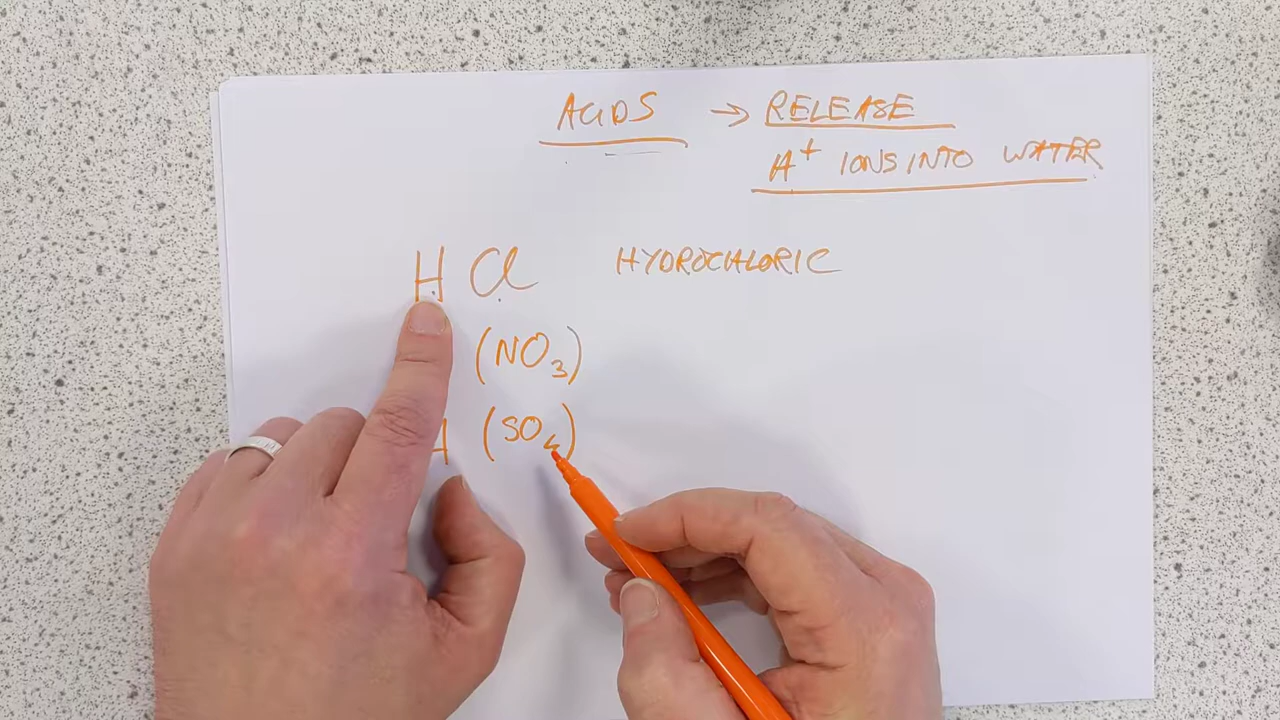 ACIDS → RELEASE
H+ IONS INTO WATER
H Cl HYDROCHLORIC
(NO3)
H (SO4)